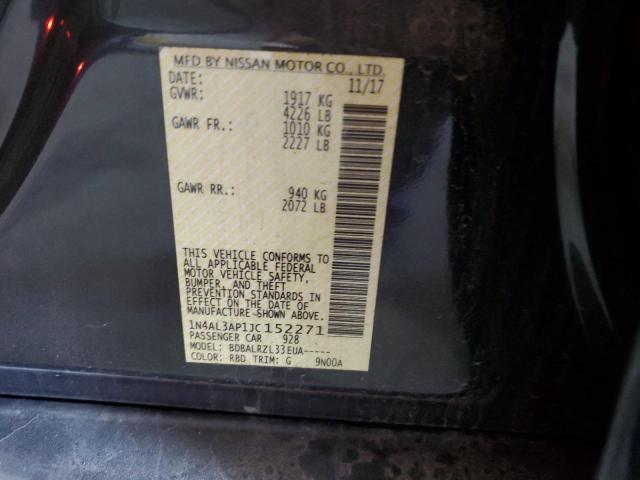 MFD BY NISSAN MOTOR CO., LTD.
DATE: 11/17
GVWR: 1917 KG
4226 LB
GAWR FR.: 1010 KG
2227 LB
GAWR RR.: 940 KG
2072 LB
THIS VEHICLE CONFORMS TO
ALL APPLICABLE FEDERAL
MOTOR VEHICLE SAFETY,
BUMPER, AND THEFT
PREVENTION STANDARDS IN
EFFECT ON THE DATE OF
MANUFACTURE SHOWN ABOVE.
1N4AL3AP1JC152271
PASSENGER CAR 928
MODEL: BDBALRZL33EUA-----
COLOR: RBD TRIM: G 9N00A